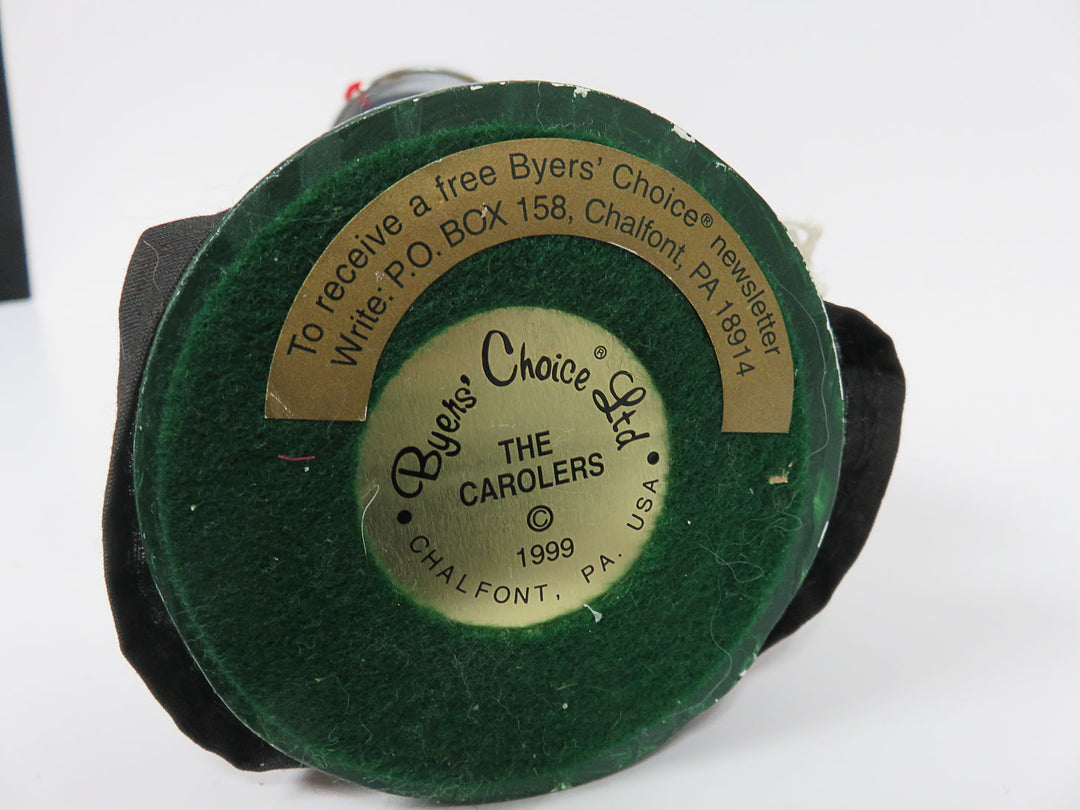 To receive a free Byers' Choice® newsletter
Write: P.O. BOX 158, Chalfont, PA 18914
Byers' Choice® Ltd
THE
CAROLERS
©
1999
• CHALFONT, PA. USA •